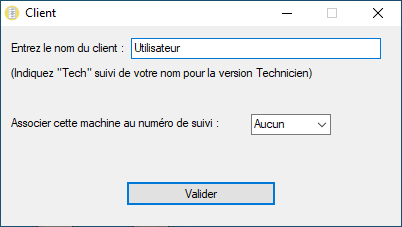 Client
Entrez le nom du client : Utilisateur
(Indiquez "Tech" suivi de votre nom pour la version Technicien)
Associer cette machine au numéro de suivi : Aucun
Valider